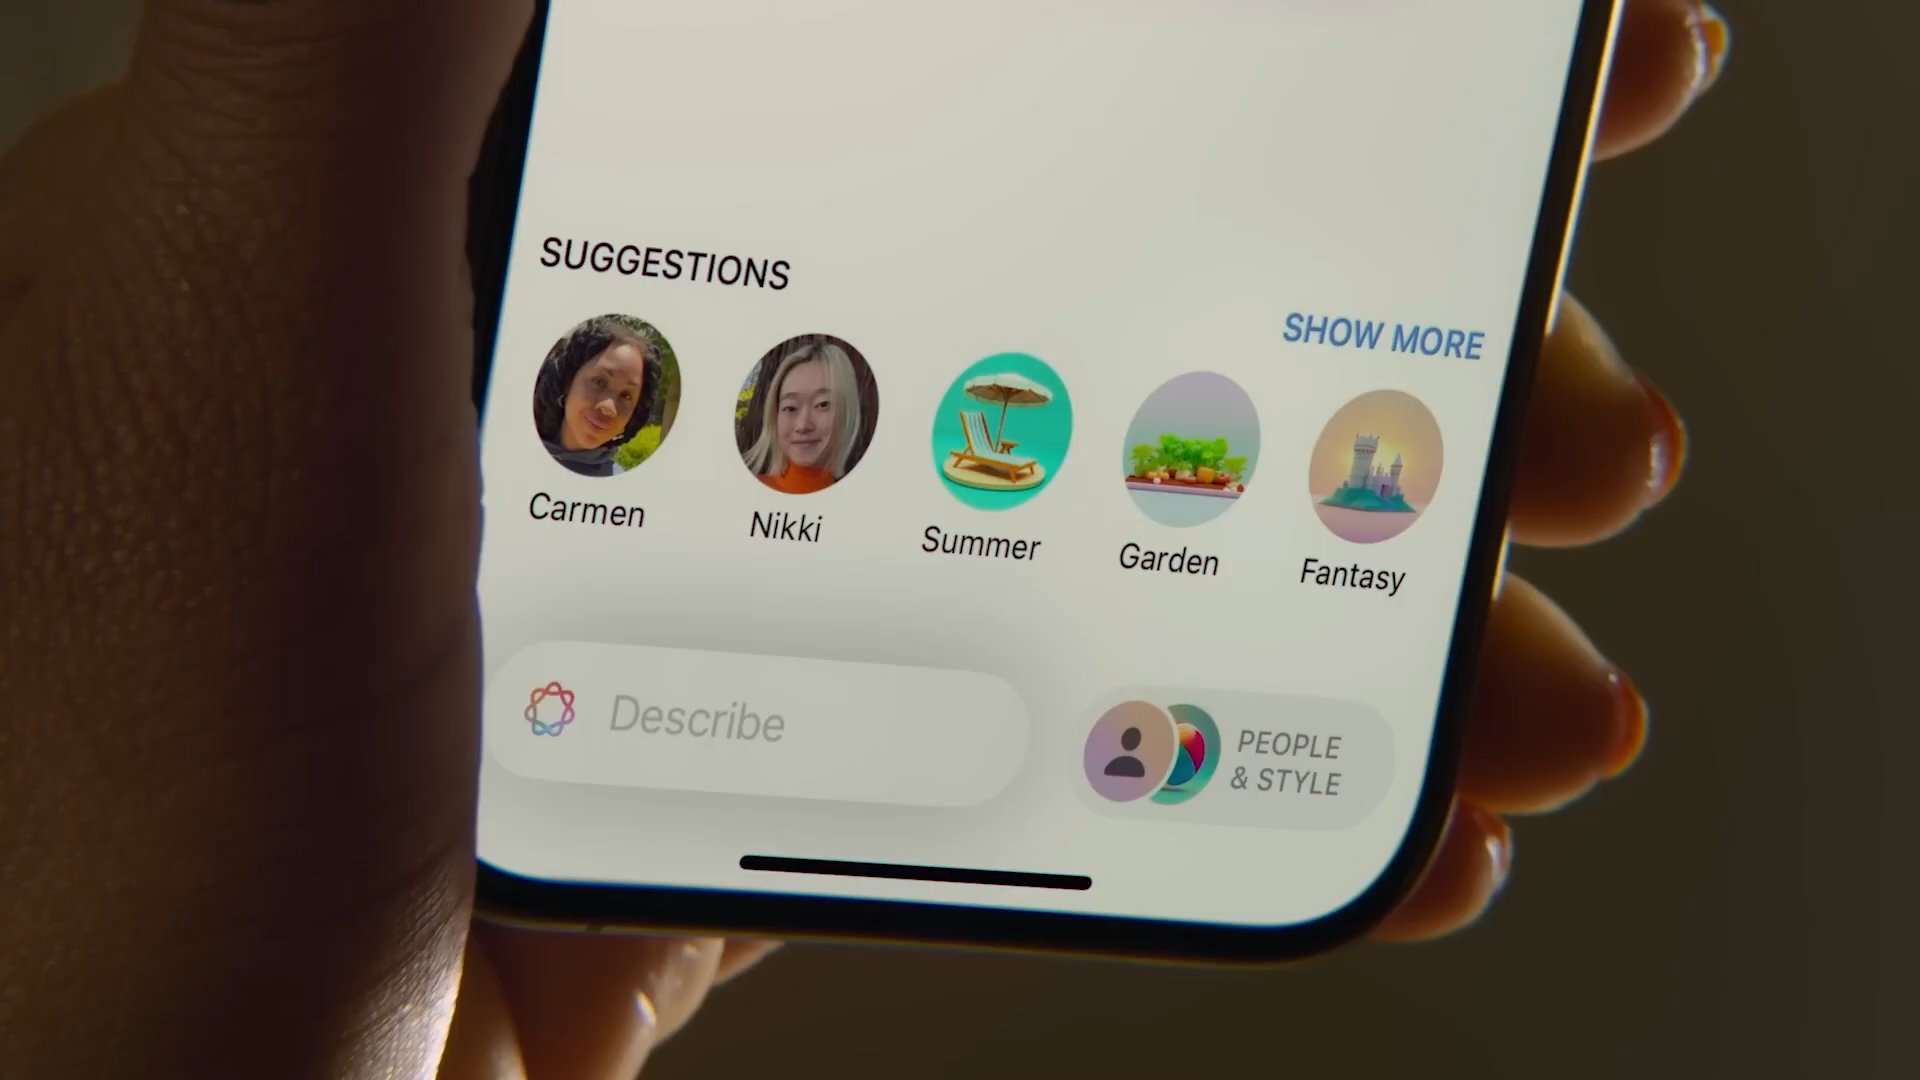 SUGGESTIONS
SHOW MORE
Carmen
Nikki
Summer
Garden
Fantasy
Describe
PEOPLE
& STYLE